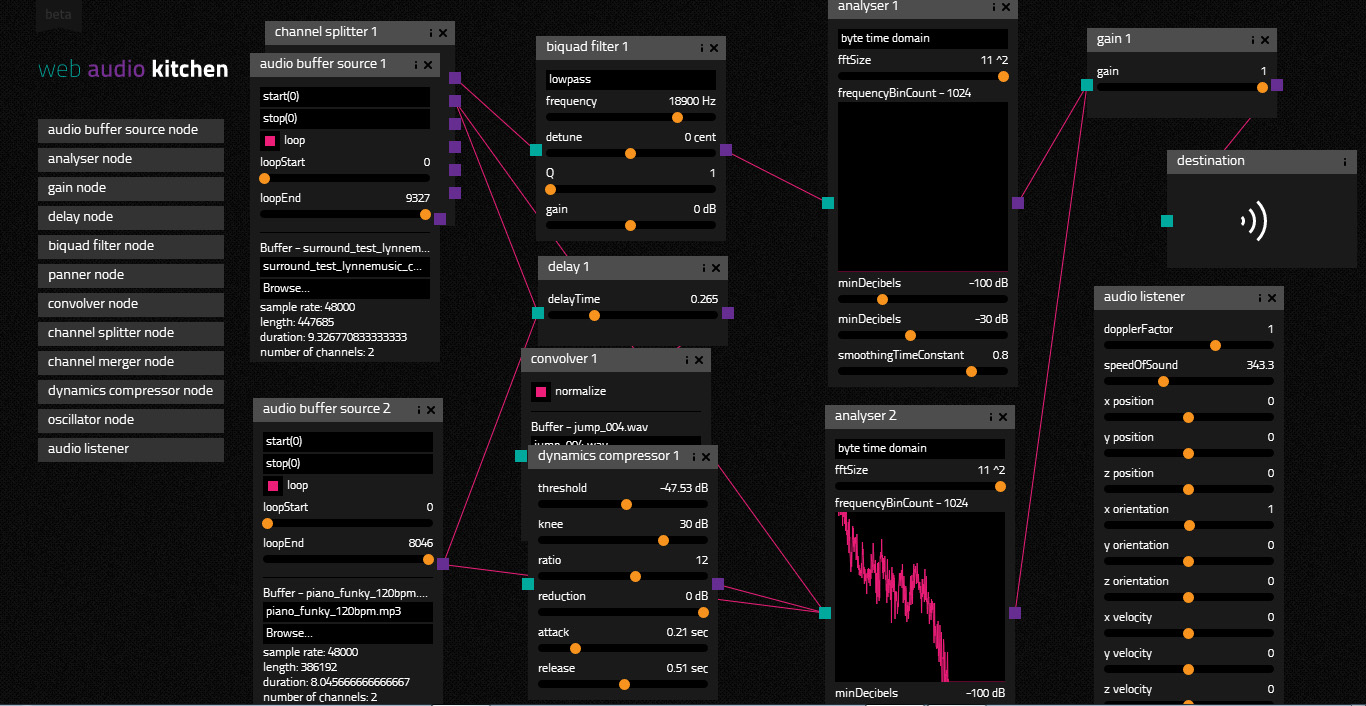 beta
web audio kitchen
audio buffer source node
analyser node
gain node
delay node
biquad filter node
panner node
convolver node
channel splitter node
channel merger node
dynamics compressor node
oscillator node
audio listener
channel splitter 1 i ×
audio buffer source 1 i ×
start(0)
stop(0)
loop
loopStart 0
loopEnd 9327
Buffer - surround_test_lynnem...
surround_test_lynnemusic_c...
Browse...
sample rate: 48000
length: 447685
duration: 9.326770833333333
number of channels: 2
audio buffer source 2 i ×
start(0)
stop(0)
loop
loopStart 0
loopEnd 8046
Buffer - piano_funky_120bpm....
piano_funky_120bpm.mp3
Browse...
sample rate: 48000
length: 386192
duration: 8.045666666666667
number of channels: 2
biquad filter 1 i ×
lowpass
frequency 18900 Hz
detune 0 cent
Q 1
gain 0 dB
delay 1 i ×
delayTime 0.265
convolver 1 i ×
normalize
Buffer - jump_004.wav
jump_004.wav
dynamics compressor 1 i ×
threshold -47.53 dB
knee 30 dB
ratio 12
reduction 0 dB
attack 0.21 sec
release 0.51 sec
analyser 1 i ×
byte time domain
fftSize 11 ^2
frequencyBinCount - 1024
minDecibels -100 dB
minDecibels -30 dB
smoothingTimeConstant 0.8
analyser 2 i ×
byte time domain
fftSize 11 ^2
frequencyBinCount - 1024
minDecibels -100 dB
gain 1 i ×
gain 1
destination i
audio listener i ×
dopplerFactor 1
speedOfSound 343.3
x position 0
y position 0
z position 0
x orientation 1
y orientation 0
z orientation 0
x velocity 0
y velocity 0
z velocity 0